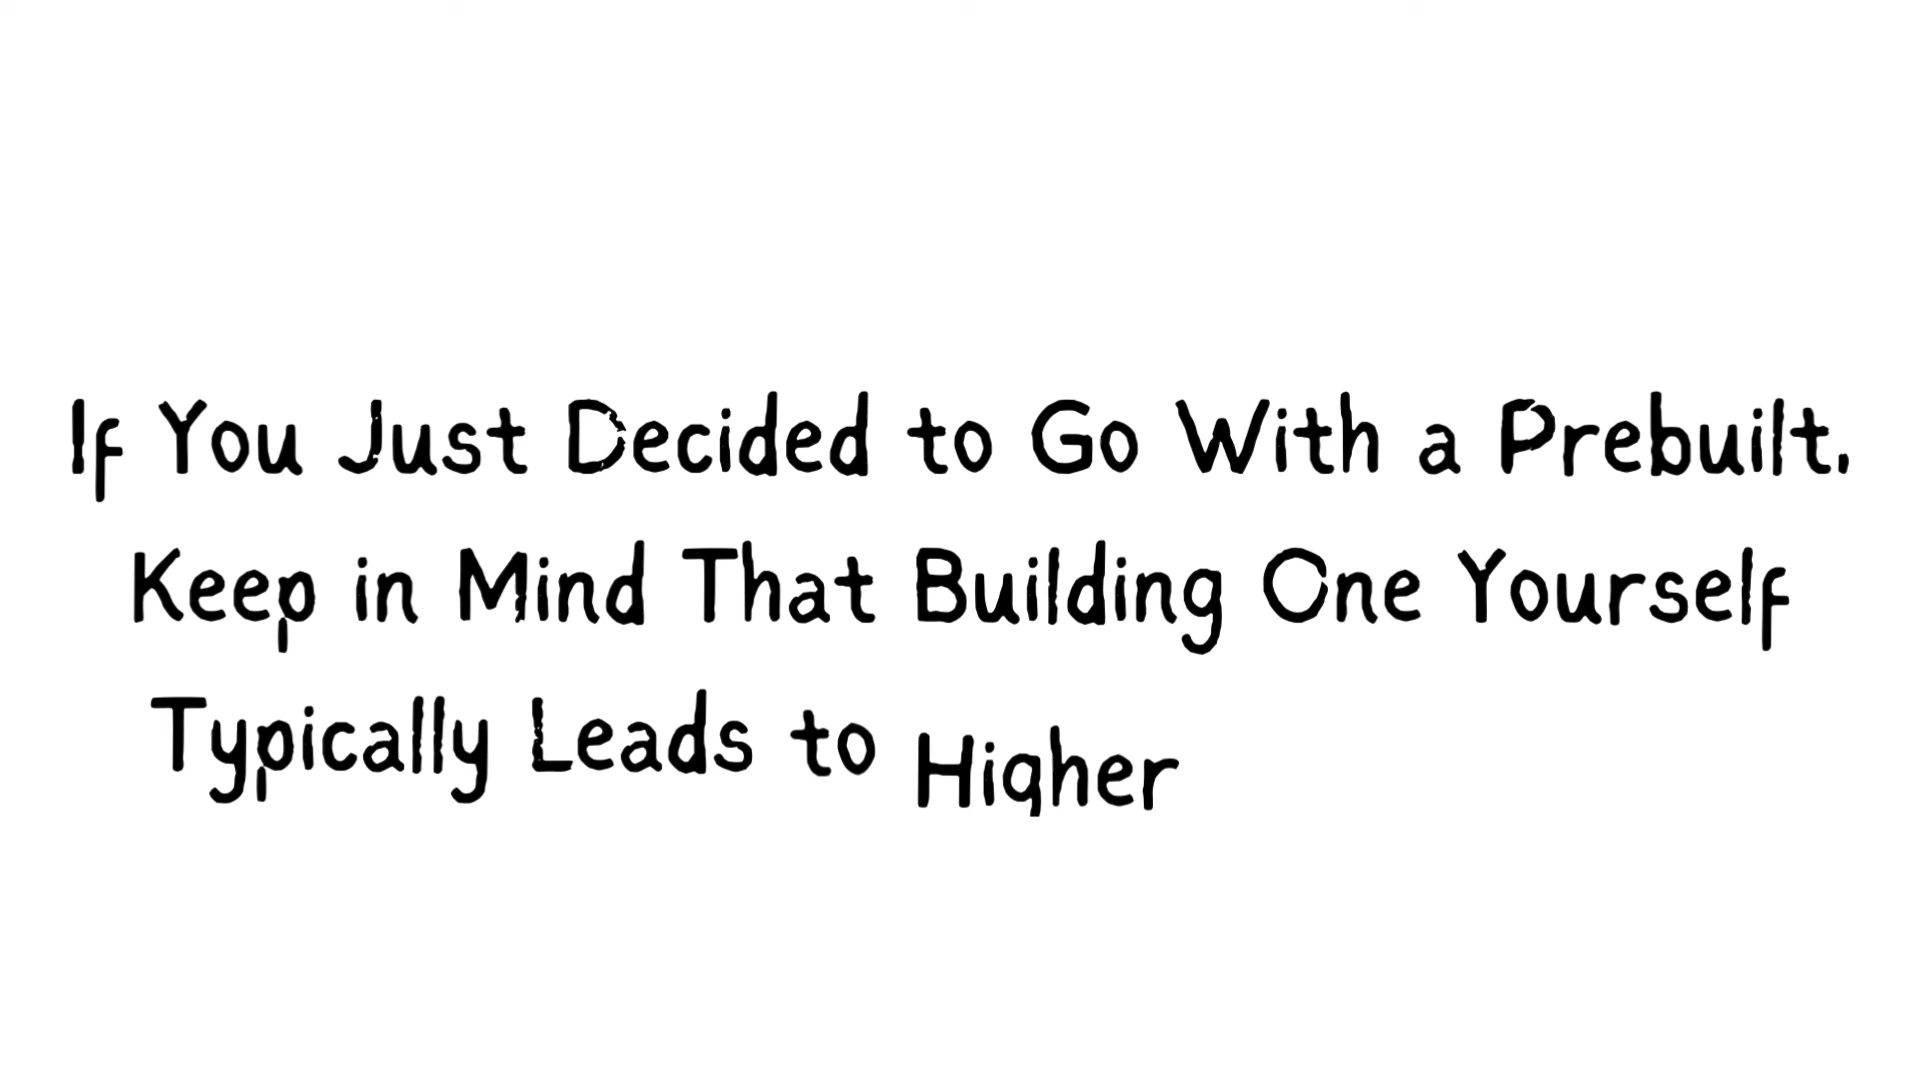 If You Just Decided to Go With a Prebuilt,
Keep in Mind That Building One Yourself
Typically Leads to Higher